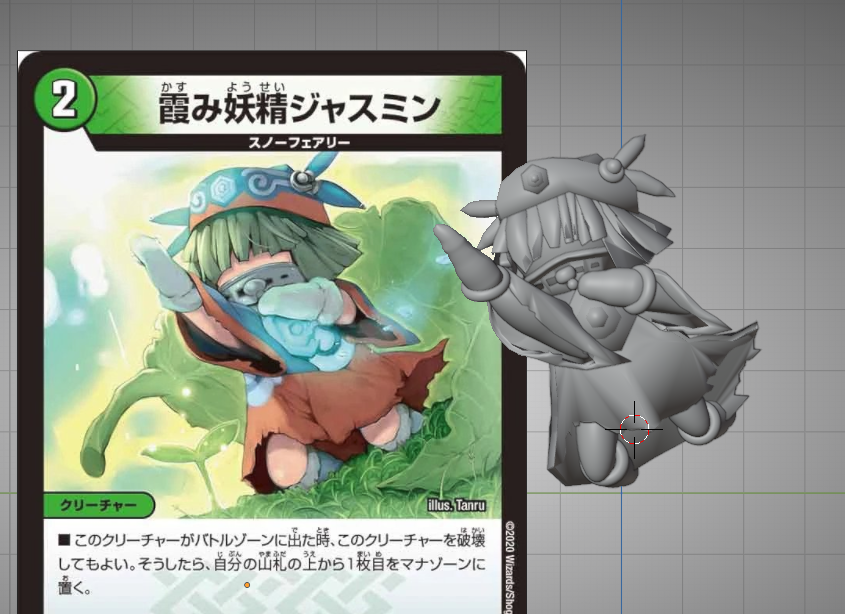 2
霞み妖精ジャスミン
かす ようせい
スノーフェアリー
クリーチャー
illus. Tanru
■このクリーチャーがバトルゾーンに出た時、このクリーチャーを破壊
してもよい。そうしたら、自分の山札の上から1枚目をマナゾーンに
置く。
©2020 Wizards/Shog